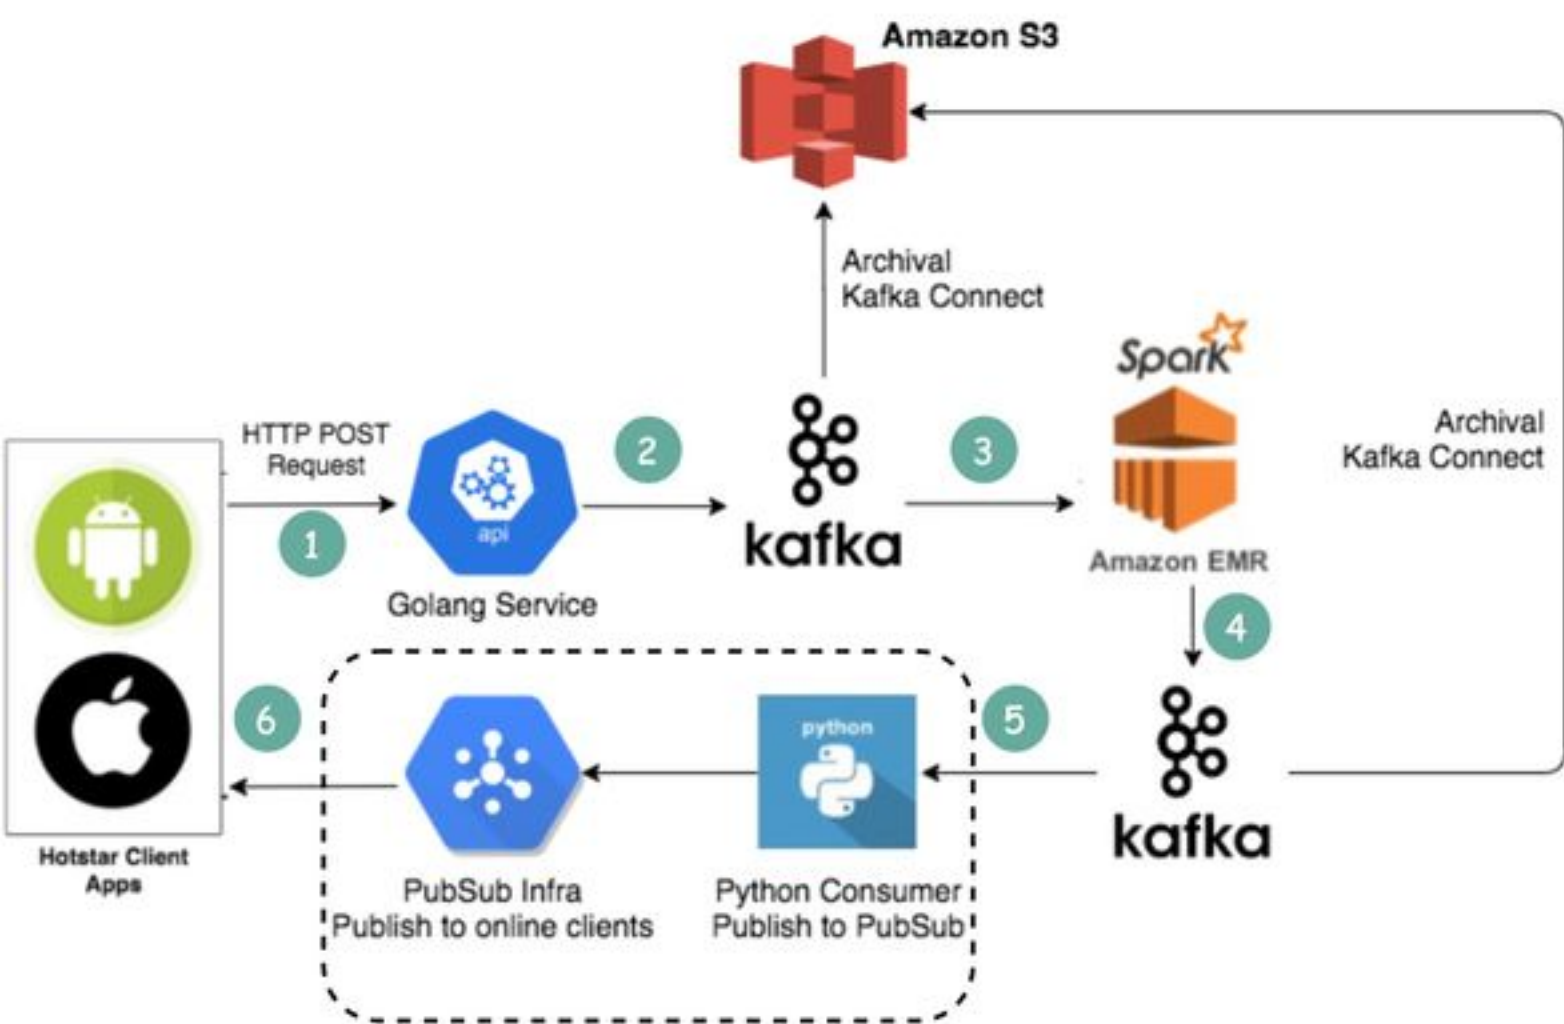 Amazon S3
Archival
Kafka Connect
Spark
HTTP POST
Request
2
3
Archival
Kafka Connect
1
api
kafka
Amazon EMR
Golang Service
4
6
python
5
kafka
Hotstar Client
Apps
PubSub Infra
Publish to online clients
Python Consumer
Publish to PubSub